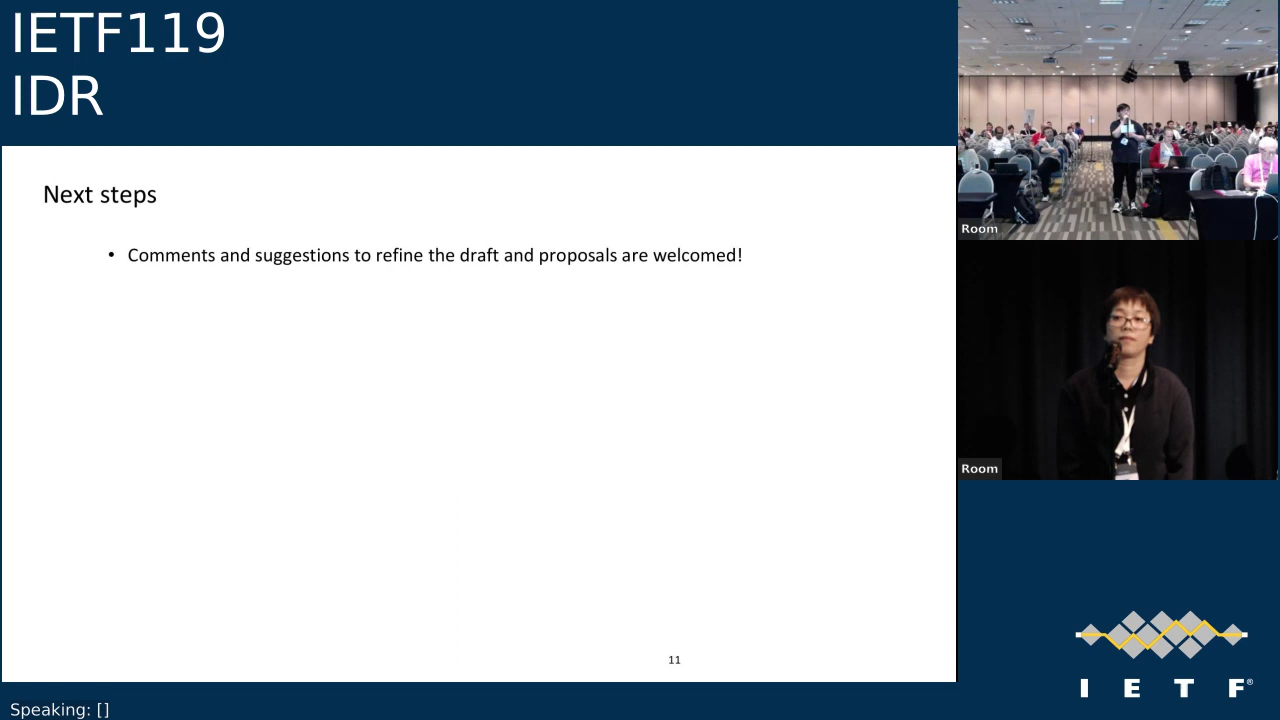 IETF119
IDR
Next steps
• Comments and suggestions to refine the draft and proposals are welcomed!
11
Room
Room
I E T F®
Speaking: []